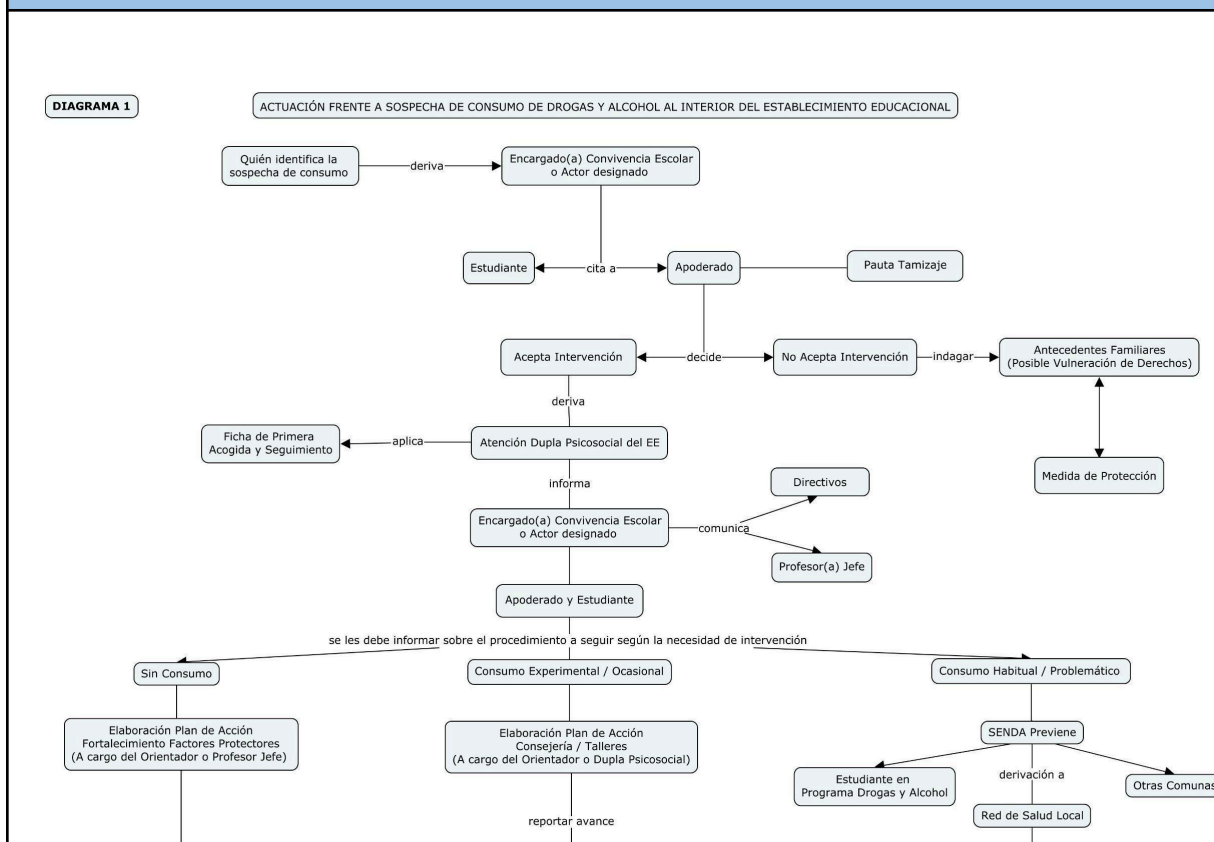 DIAGRAMA 1
ACTUACIÓN FRENTE A SOSPECHA DE CONSUMO DE DROGAS Y ALCOHOL AL INTERIOR DEL ESTABLECIMIENTO EDUCACIONAL
Quién identifica la
sospecha de consumo
deriva
Encargado(a) Convivencia Escolar
o Actor designado
Estudiante
cita a
Apoderado
Pauta Tamizaje
Acepta Intervención
decide
No Acepta Intervención
indagar
Antecedentes Familiares
(Posible Vulneración de Derechos)
deriva
Ficha de Primera
Acogida y Seguimiento
aplica
Atención Dupla Psicosocial del EE
Medida de Protección
informa
Directivos
Encargado(a) Convivencia Escolar
o Actor designado
comunica
Profesor(a) Jefe
Apoderado y Estudiante
se les debe informar sobre el procedimiento a seguir según la necesidad de intervención
Sin Consumo
Consumo Experimental / Ocasional
Consumo Habitual / Problemático
Elaboración Plan de Acción
Fortalecimiento Factores Protectores
(A cargo del Orientador o Profesor Jefe)
Elaboración Plan de Acción
Consejería / Talleres
(A cargo del Orientador o Dupla Psicosocial)
SENDA Previene
Estudiante en
Programa Drogas y Alcohol
derivación a
Otras Comunas
Red de Salud Local
reportar avance